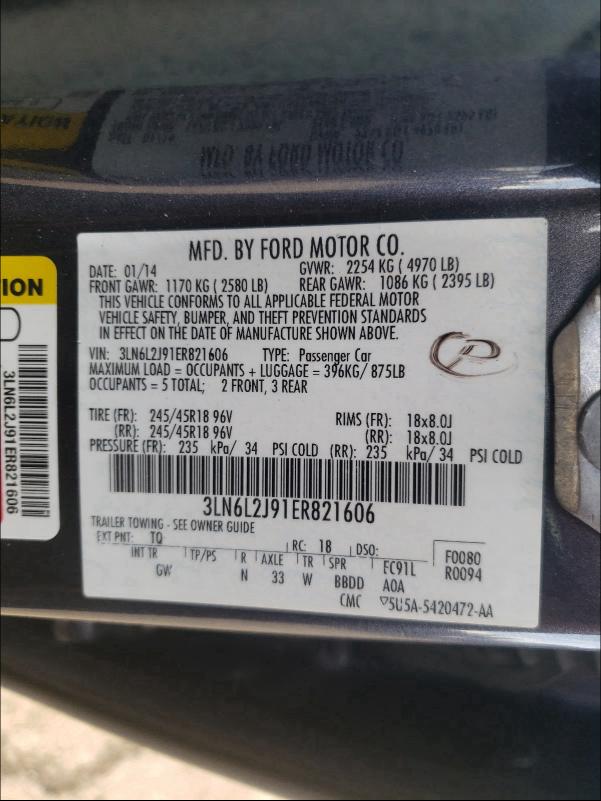 MFD. BY FORD MOTOR CO.
DATE: 01/14 GVWR: 2254 KG ( 4970 LB)
FRONT GAWR: 1170 KG ( 2580 LB) REAR GAWR: 1086 KG ( 2395 LB)
THIS VEHICLE CONFORMS TO ALL APPLICABLE FEDERAL MOTOR
VEHICLE SAFETY, BUMPER, AND THEFT PREVENTION STANDARDS
IN EFFECT ON THE DATE OF MANUFACTURE SHOWN ABOVE.
VIN: 3LN6L2J91ER821606 TYPE: Passenger Car
MAXIMUM LOAD = OCCUPANTS + LUGGAGE = 396KG/ 875LB
OCCUPANTS = 5 TOTAL; 2 FRONT, 3 REAR
TIRE (FR): 245/45R18 96V RIMS (FR): 18x8.0J
(RR): 245/45R18 96V (RR): 18x8.0J
PRESSURE (FR): 235 kPa/ 34 PSI COLD (RR): 235 kPa/ 34 PSI COLD
3LN6L2J91ER821606
TRAILER TOWING - SEE OWNER GUIDE
EXT PNT: TQ RC: 18 DSO:
INT TR TP/PS R AXLE TR SPR EC91L F0080
GW N 33 W BBDD AOA R0094
CMC ▽5U5A-5420472-AA
TION
3LN6L2J91ER821606
MFD. BY FORD MOTOR CO